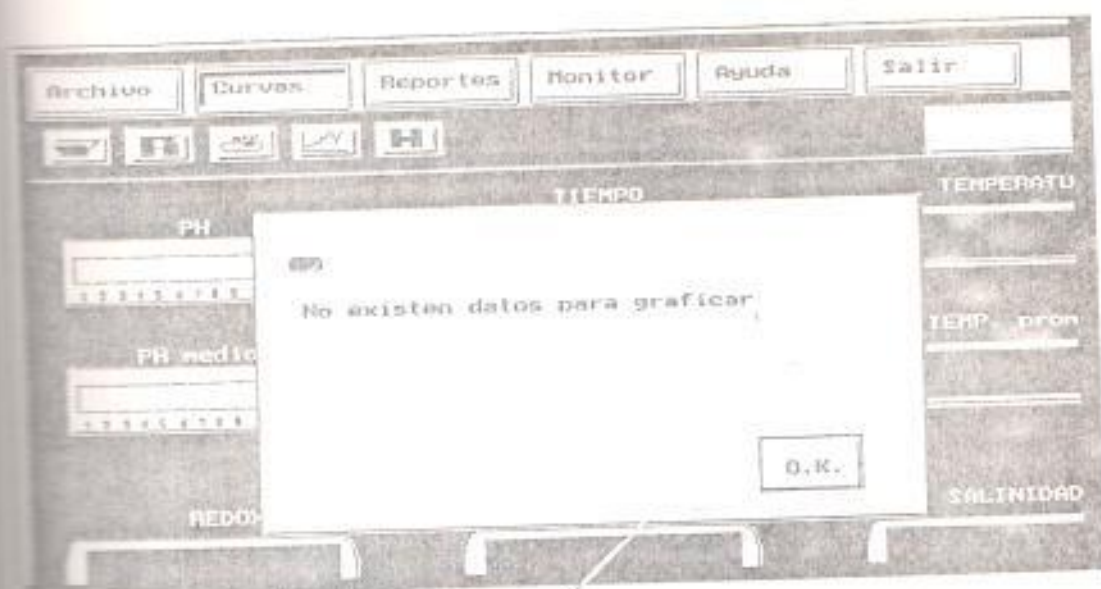 Archivo Curvas Reportes Monitor Ayuda Salir
TIEMPO
TEMPERATU
PH
No existen datos para graficar
TEMP. prom
PH medio
O.K.
REDOX
SALINIDAD